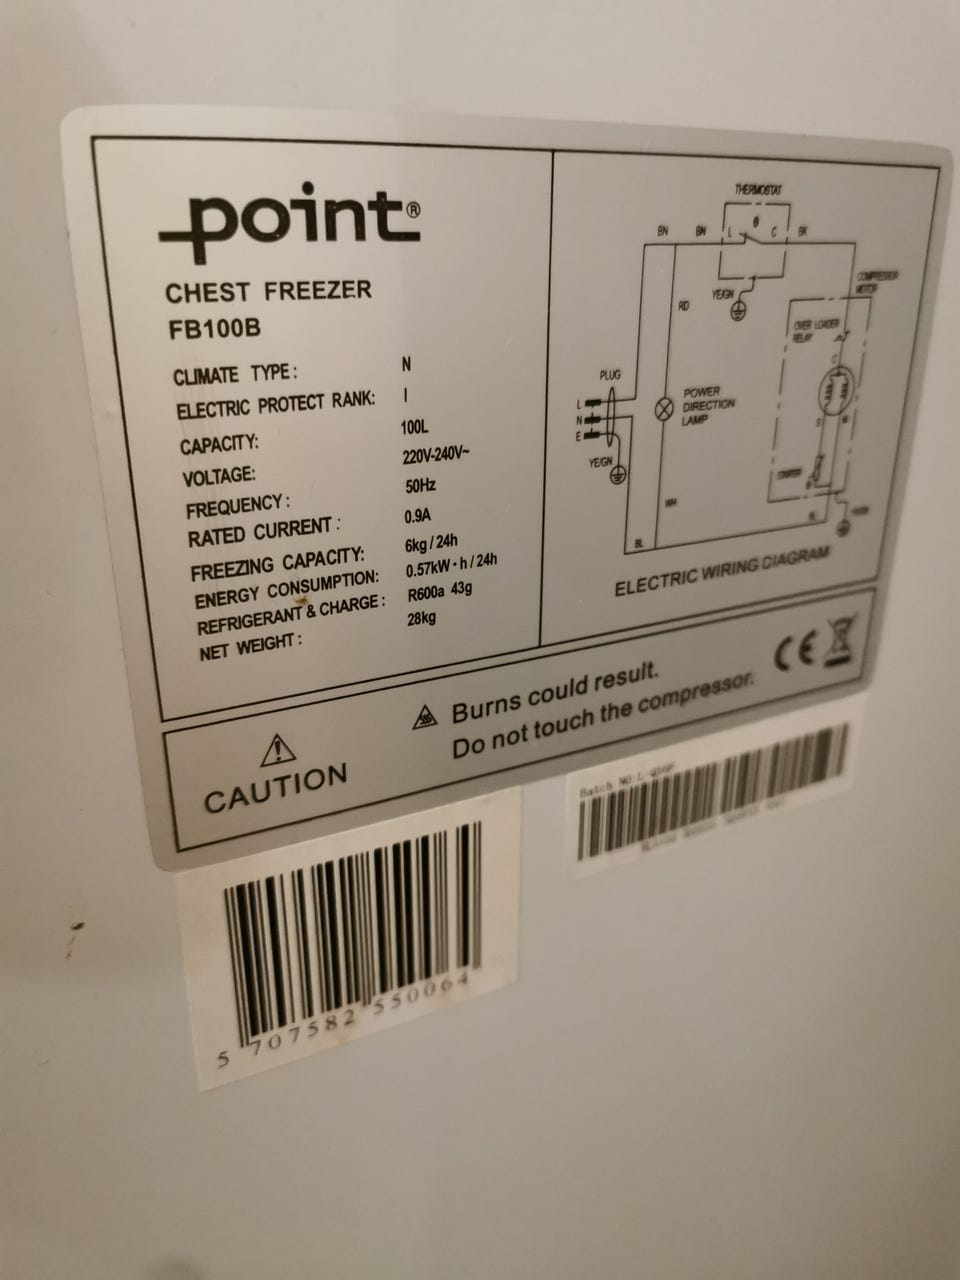 point®
CHEST FREEZER
FB100B
CLIMATE TYPE: N
ELECTRIC PROTECT RANK: I
CAPACITY: 100L
VOLTAGE: 220V-240V~
FREQUENCY: 50Hz
RATED CURRENT: 0.9A
FREEZING CAPACITY: 6kg/24h
ENERGY CONSUMPTION: 0.57kW·h/24h
REFRIGERANT & CHARGE: R600a 43g
NET WEIGHT: 28kg
THERMOSTAT
BN BN L θ C BK
YE/GN
RD
COMPRESSOR
MOTOR
OVER LOADER
RELAY
C
PLUG
L
N
E
YE/GN
POWER
DIRECTION
LAMP
S M
STARTER
WH
BL
ELECTRIC WIRING DIAGRAM
CAUTION
Burns could result.
Do not touch the compressor.
CE
Batch NO:L
5 707582 550064